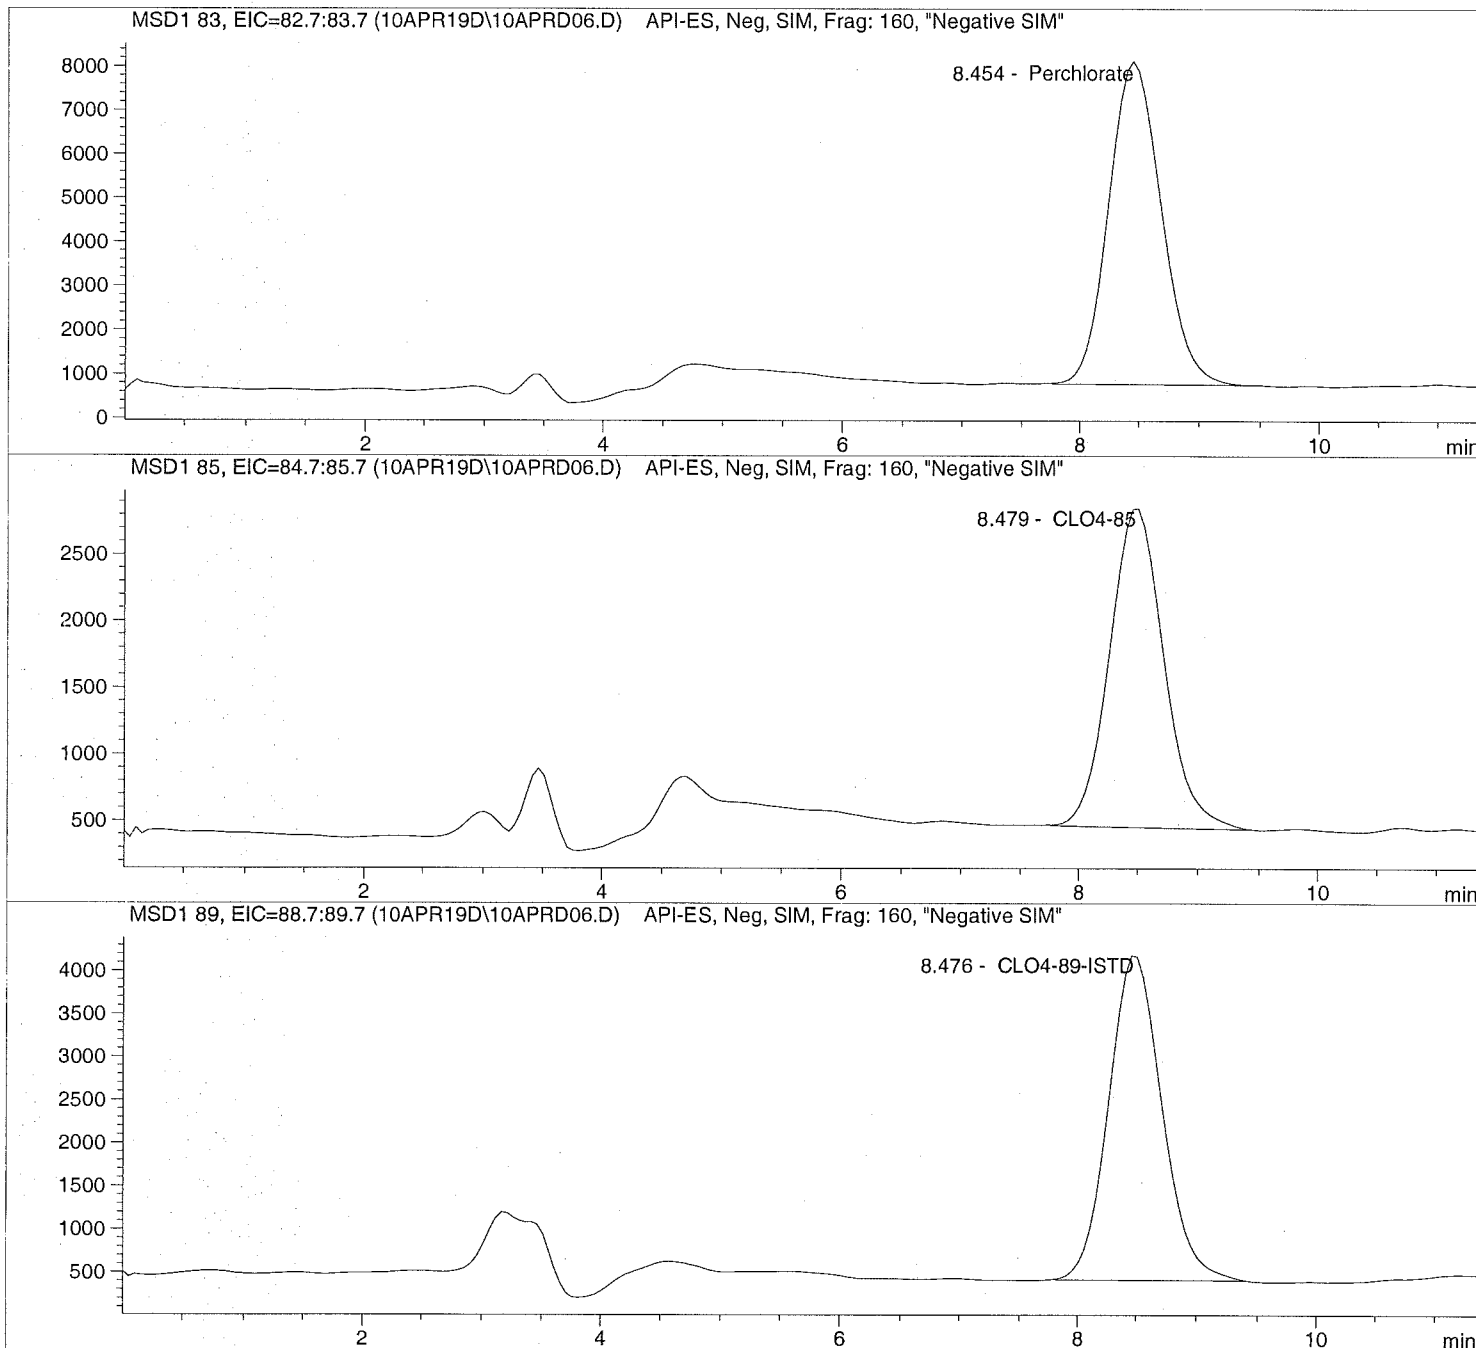 MSD1 83, EIC=82.7:83.7 (10APR19D\10APRD06.D) API-ES, Neg, SIM, Frag: 160, "Negative SIM"
8.454 - Perchlorate
8000
7000
6000
5000
4000
3000
2000
1000
0
2 4 6 8 10 min
MSD1 85, EIC=84.7:85.7 (10APR19D\10APRD06.D) API-ES, Neg, SIM, Frag: 160, "Negative SIM"
8.479 - CLO4-85
2500
2000
1500
1000
500
2 4 6 8 10 min
MSD1 89, EIC=88.7:89.7 (10APR19D\10APRD06.D) API-ES, Neg, SIM, Frag: 160, "Negative SIM"
8.476 - CLO4-89-ISTD
4000
3500
3000
2500
2000
1500
1000
500
2 4 6 8 10 min